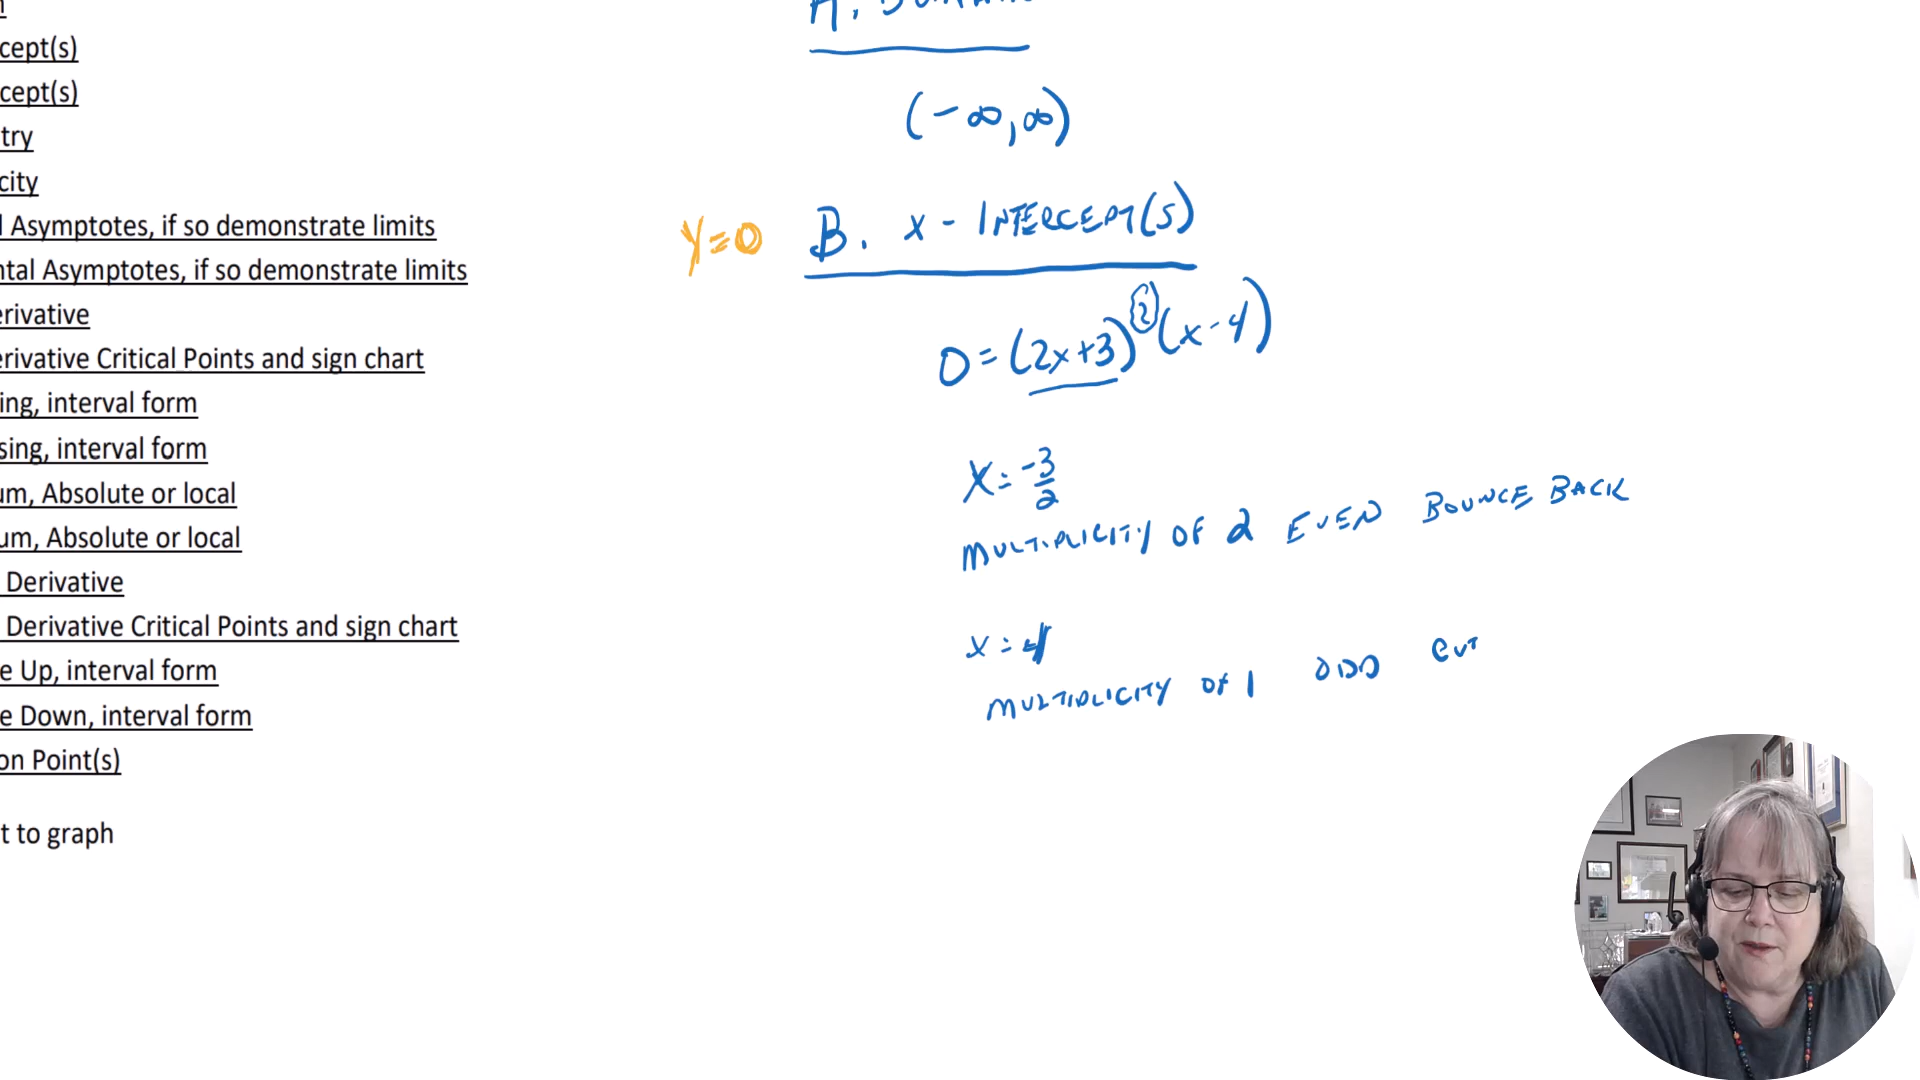 cept(s)
cept(s)
try
city
l Asymptotes, if so demonstrate limits
ntal Asymptotes, if so demonstrate limits
erivative
erivative Critical Points and sign chart
ing, interval form
sing, interval form
um, Absolute or local
um, Absolute or local
Derivative
Derivative Critical Points and sign chart
e Up, interval form
e Down, interval form
on Point(s)
t to graph
(-∞,∞)
y=0 B. x-INTERCEPT(S)
0=(2x+3)²(x-4)
x=-3/2
MULTIPLICITY OF 2 EVEN BOUNCE BACK
x=4
MULTIPLICITY OF 1 ODD CUT